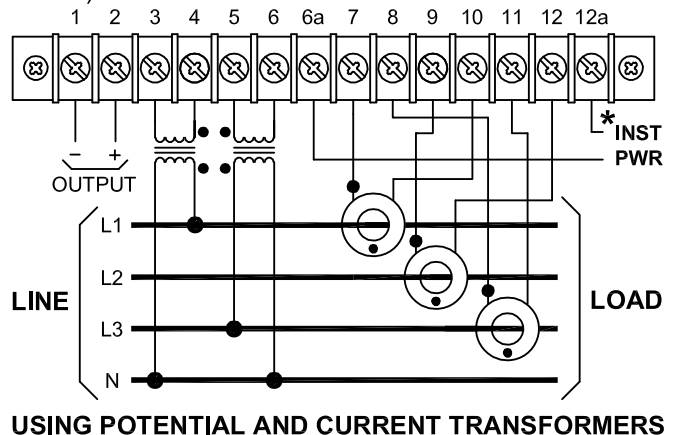 1 2 3 4 5 6 6a 7 8 9 10 11 12 12a
* INST
− + PWR
OUTPUT
L1
L2
LINE LOAD
L3
N
USING POTENTIAL AND CURRENT TRANSFORMERS